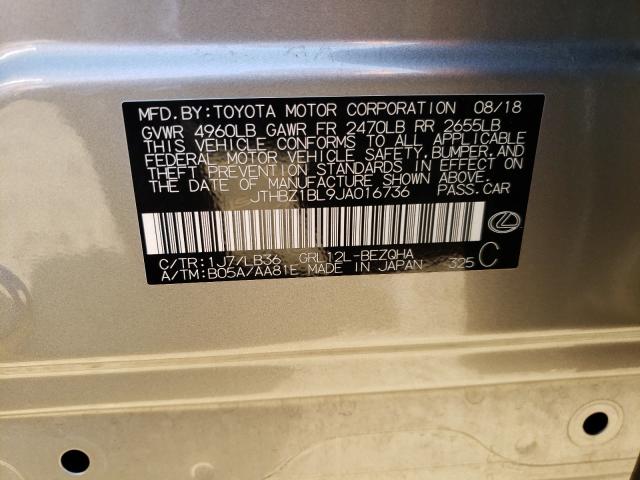 MFD.BY:TOYOTA MOTOR CORPORATION 08/18
GVWR 4960LB GAWR FR 2470LB RR 2655LB
THIS VEHICLE CONFORMS TO ALL APPLICABLE
FEDERAL MOTOR VEHICLE SAFETY,BUMPER,AND
THEFT PREVENTION STANDARDS IN EFFECT ON
THE DATE OF MANUFACTURE SHOWN ABOVE.
JTHBZ1BL9JA016736 PASS.CAR
C/TR:1J7/LB36 GRL12L-BEZQHA
A/TM:B05A/AA81E MADE IN JAPAN 325 C